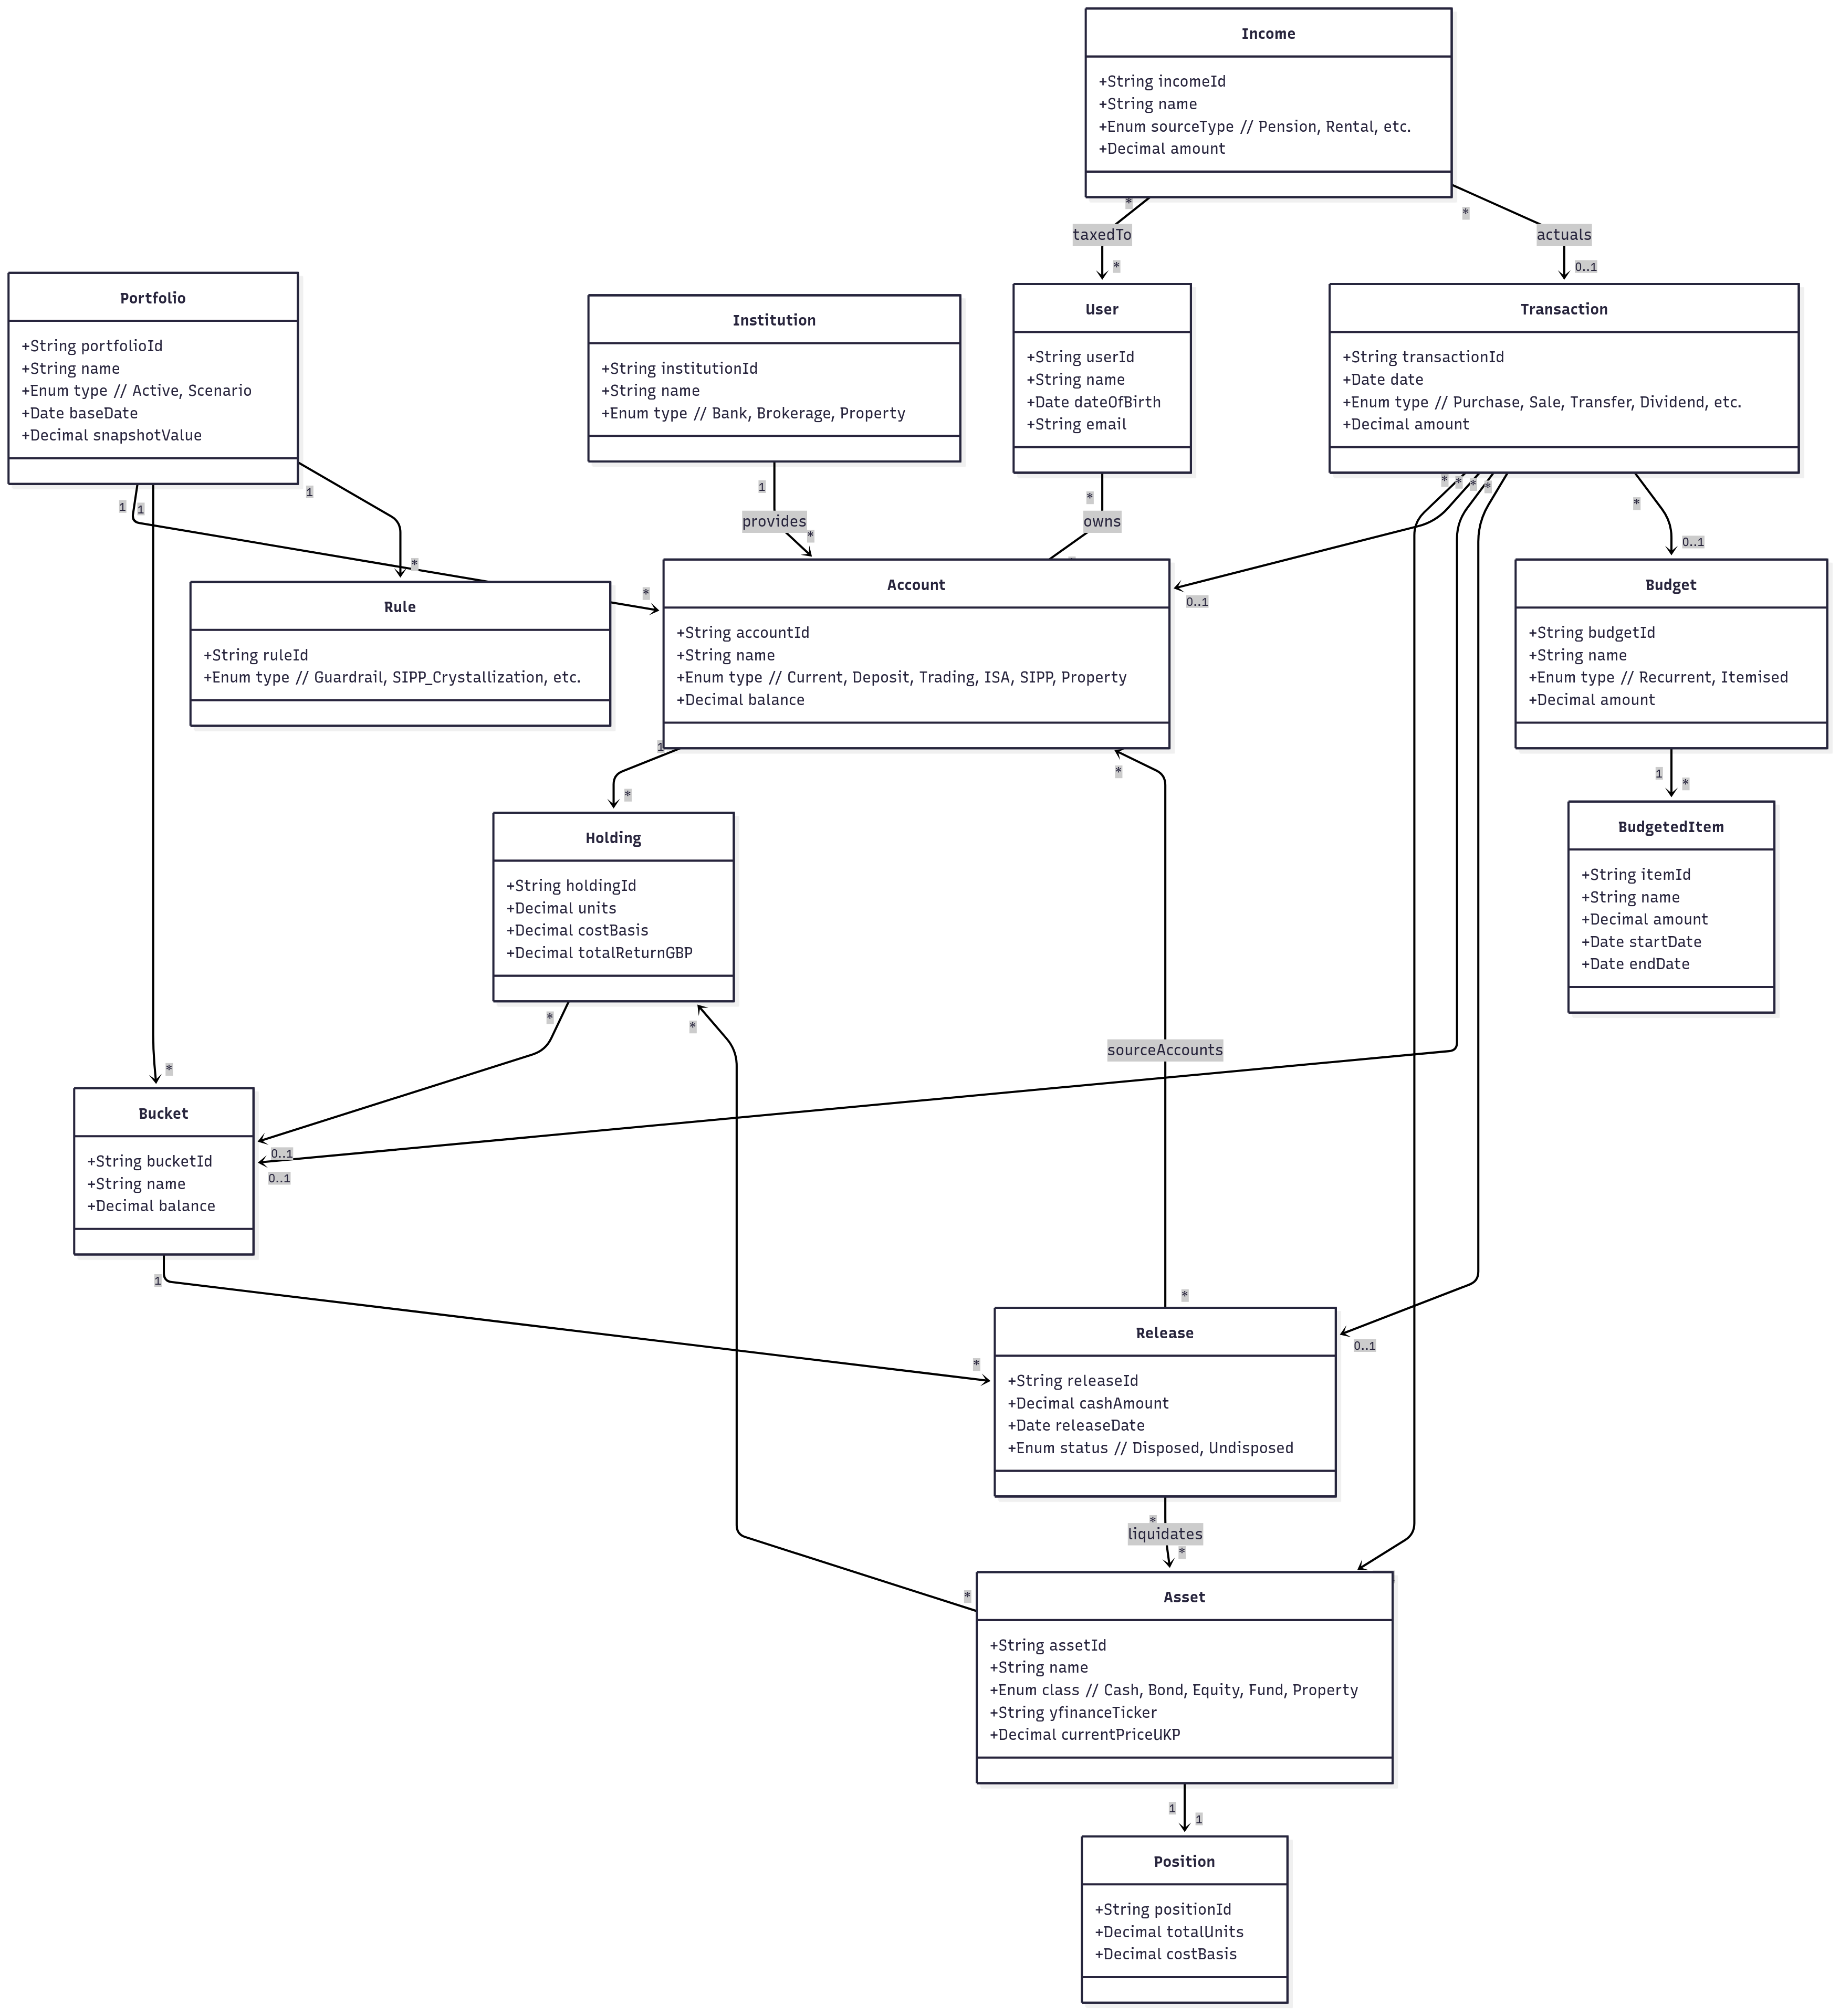 Income
+String incomeId
+String name
+Enum sourceType // Pension, Rental, etc.
+Decimal amount
*
*
taxedTo
actuals
*
0..1
Portfolio
+String portfolioId
+String name
+Enum type // Active, Scenario
+Date baseDate
+Decimal snapshotValue
Institution
+String institutionId
+String name
+Enum type // Bank, Brokerage, Property
User
+String userId
+String name
+Date dateOfBirth
+String email
Transaction
+String transactionId
+Date date
+Enum type // Purchase, Sale, Transfer, Dividend, etc.
+Decimal amount
1
1
1
1
*
*
*
*
*
*
provides
owns
*
0..1
*
*
0..1
Rule
+String ruleId
+Enum type // Guardrail, SIPP_Crystallization, etc.
Account
+String accountId
+String name
+Enum type // Current, Deposit, Trading, ISA, SIPP, Property
+Decimal balance
Budget
+String budgetId
+String name
+Enum type // Recurrent, Itemised
+Decimal amount
1
*
*
1
*
Holding
+String holdingId
+Decimal units
+Decimal costBasis
+Decimal totalReturnGBP
BudgetedItem
+String itemId
+String name
+Decimal amount
+Date startDate
+Date endDate
*
*
sourceAccounts
*
Bucket
+String bucketId
+String name
+Decimal balance
0..1
0..1
1
*
*
0..1
Release
+String releaseId
+Decimal cashAmount
+Date releaseDate
+Enum status // Disposed, Undisposed
*
liquidates
*
*
Asset
+String assetId
+String name
+Enum class // Cash, Bond, Equity, Fund, Property
+String yfinanceTicker
+Decimal currentPriceUKP
1
1
Position
+String positionId
+Decimal totalUnits
+Decimal costBasis